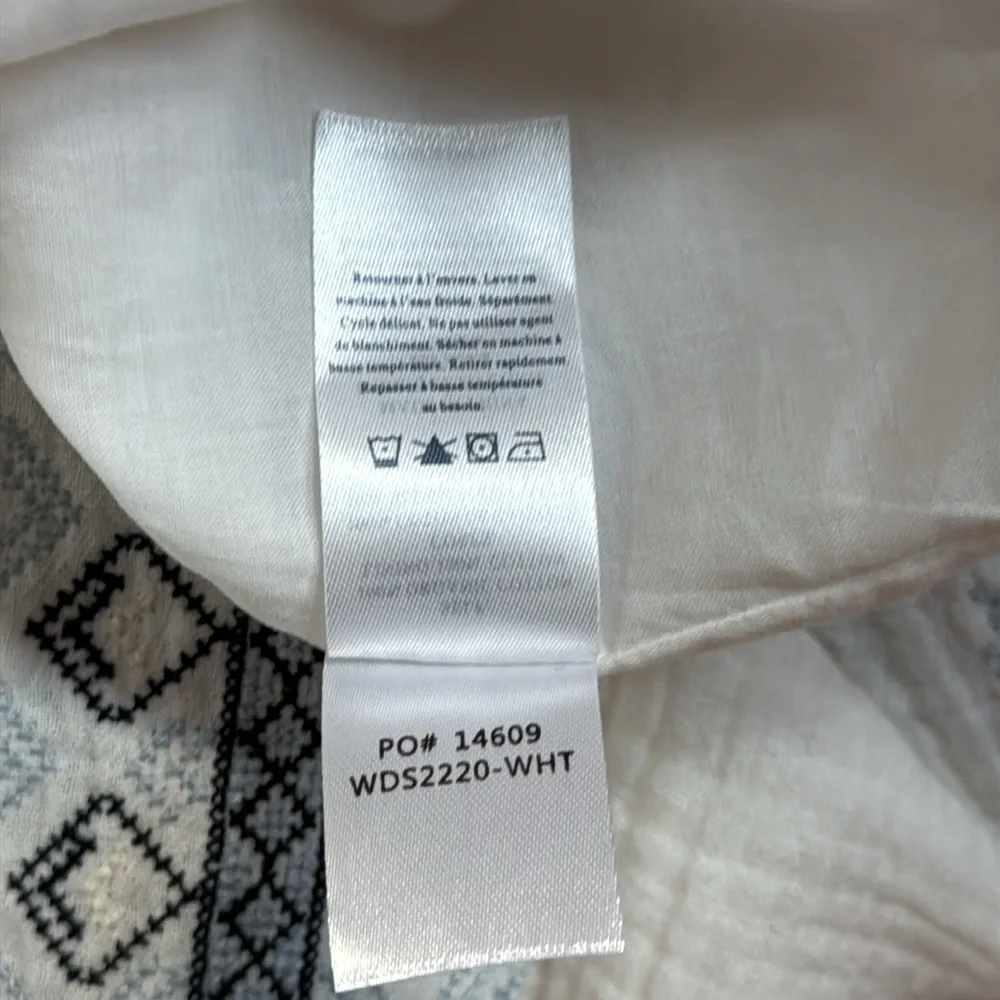 Retourner à l'envers. Laver en
machine à l'eau froide. Séparément.
Cycle délicat. Ne pas utiliser agent
de blanchiment. Sécher en machine à
basse température. Retirer rapidement
Repasser à basse température
au besoin.
PO# 14609
WDS2220-WHT